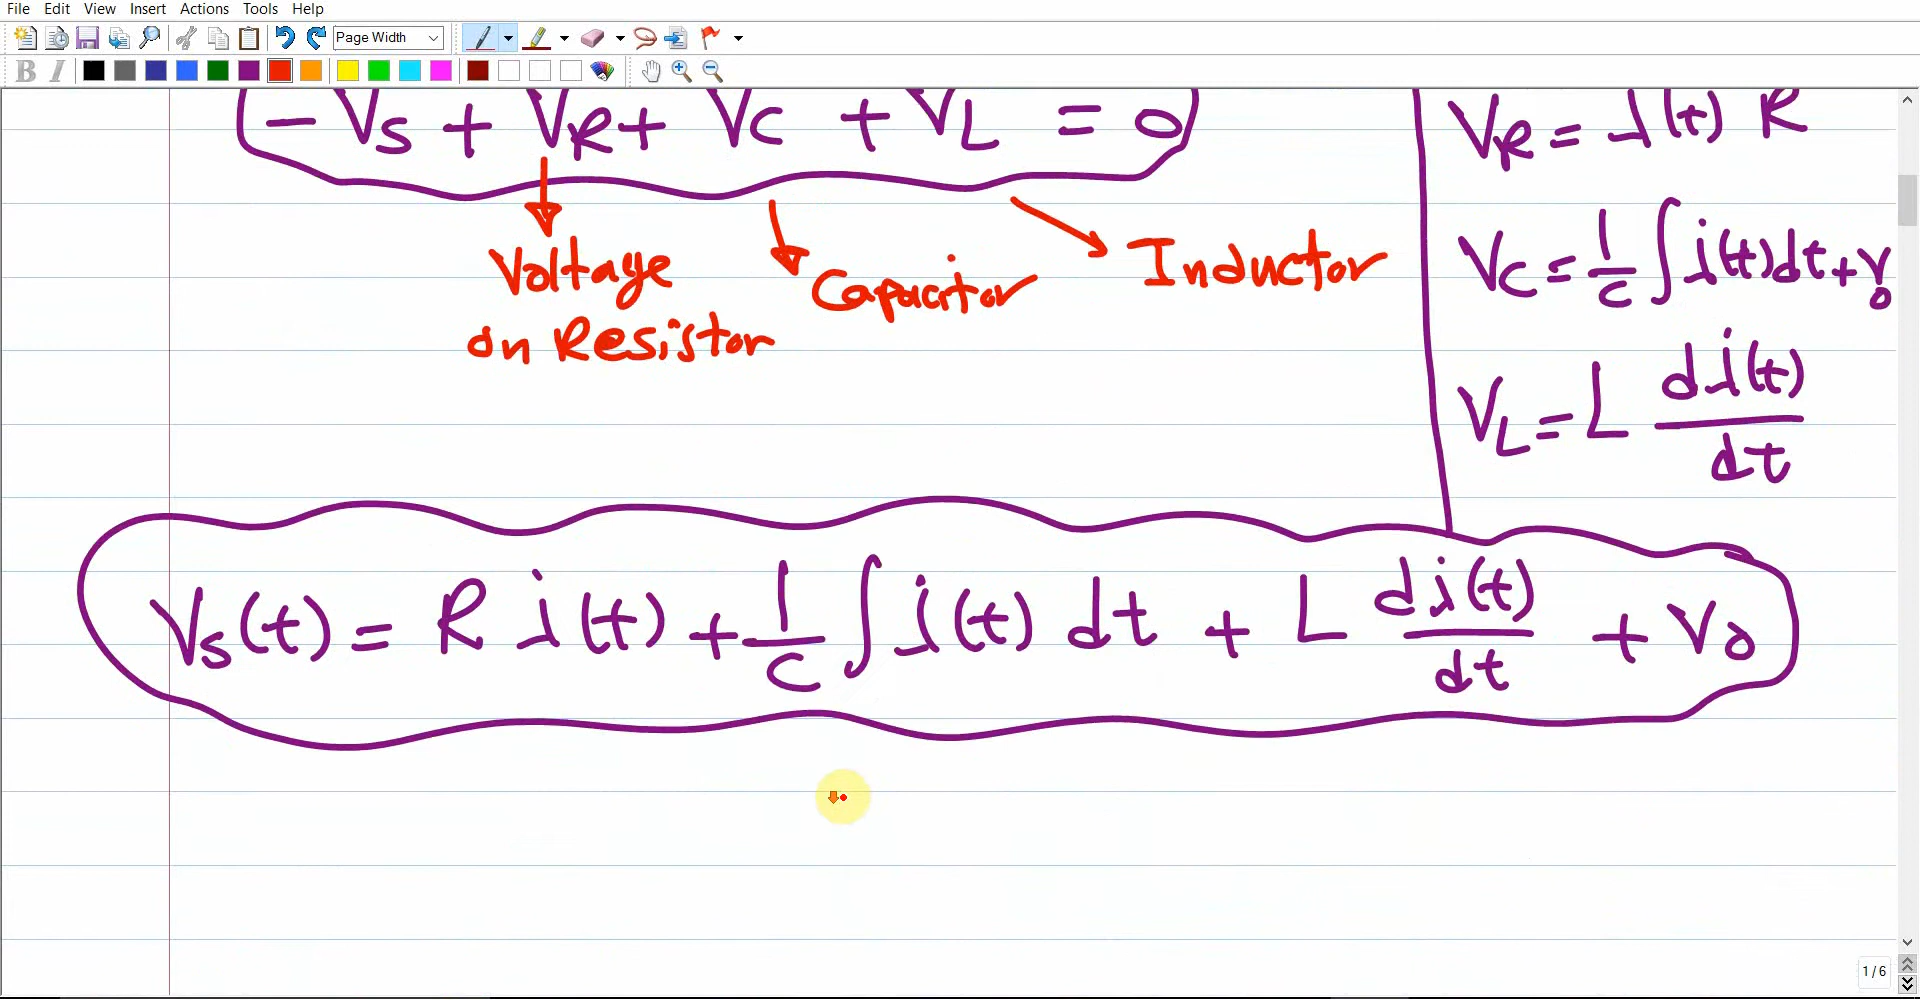 File Edit View Insert Actions Tools Help
Page Width
B I
-Vs + VR + Vc + VL = 0
VR = i(t) R
Voltage
on Resistor
Capacitor
Inductor
Vc = 1/c ∫ i(t)dt + V0
VL = L di(t)/dt
Vs(t) = R i(t) + 1/c ∫ i(t) dt + L di(t)/dt + V0
1 / 6